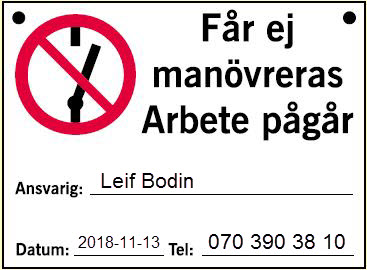 Får ej
manövreras
Arbete pågår
Ansvarig: Leif Bodin
Datum: 2018-11-13 Tel: 070 390 38 10